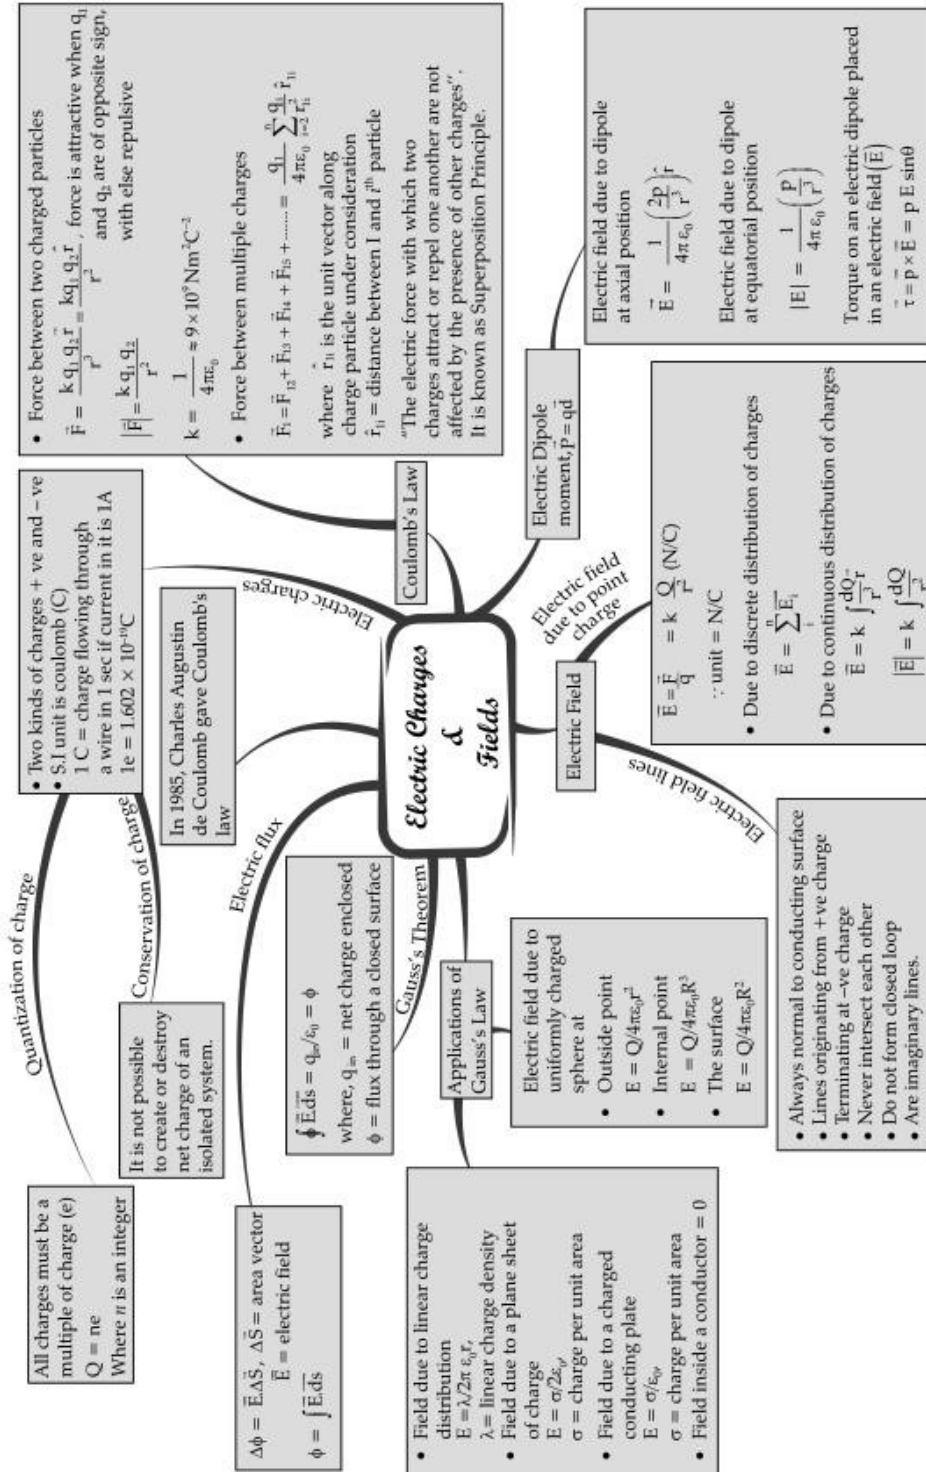 Electric Charges
&
Fields
Electric charges
• Two kinds of charges + ve and – ve
• S.I unit is coulomb (C)
1 C = charge flowing through
a wire in 1 sec if current in it is 1A
1e = 1.602 × 10⁻¹⁹C
Quantization of charge
All charges must be a
multiple of charge (e)
Q = ne
Where n is an integer
Conservation of charge
It is not possible
to create or destroy
net charge of an
isolated system.
In 1985, Charles Augustin
de Coulomb gave Coulomb's
law
Coulomb's Law
• Force between two charged particles
F⃗ = k q₁ q₂ r⃗ / r³ = kq₁ q₂ r̂ / r², force is attractive when q₁
and q₂ are of opposite sign,
with else repulsive
|F⃗| = k q₁ q₂ / r²
k = 1 / 4πε₀ ≈ 9 × 10⁹ Nm²C⁻²
• Force between multiple charges
F⃗₁ = F⃗₁₂ + F⃗₁₃ + F⃗₁₄ + F⃗₁₅ + ....... = q₁ / 4πε₀ ∑ⁿᵢ₌₂ qᵢ / r²₁ᵢ r̂₁ᵢ
where r̂₁ᵢ is the unit vector along
charge particle under consideration
r̂₁ᵢ = distance between I and iᵗʰ particle
"The electric force with which two
charges attract or repel one another are not
affected by the presence of other charges".
It is known as Superposition Principle.
Electric Dipole
moment, P⃗ = qd⃗
Electric field due to dipole
at axial position
E⃗ = 1 / 4π ε₀ (2p / r³) r̂
Electric field due to dipole
at equatorial position
|E| = 1 / 4π ε₀ (p / r³)
Torque on an electric dipole placed
in an electric field (E⃗)
τ⃗ = p⃗ × E⃗ = p E sinθ
Electric Field
Electric field
due to point
charge
E⃗ = F⃗ / q = k Q / r² (N/C)
∵ unit = N/C
• Due to discrete distribution of charges
E⃗ = ∑ⁿᵢ E⃗ᵢ
• Due to continuous distribution of charges
E⃗ = k ∫ dQ / r³ r⃗
|E⃗| = k ∫ dQ / r²
Electric field lines
• Always normal to conducting surface
• Lines originating from +ve charge
• Terminating at –ve charge
• Never intersect each other
• Do not form closed loop
• Are imaginary lines.
Electric flux
Δϕ = E⃗.ΔS⃗, ΔS⃗ = area vector
E⃗ = electric field
ϕ = ∫ E⃗.ds⃗
Gauss's Theorem
∮ E⃗.ds = qᵢₙ/ε₀ = ϕ
where, qᵢₙ = net charge enclosed
ϕ = flux through a closed surface
Applications of
Gauss's Law
Electric field due to
uniformly charged
sphere at
• Outside point
E = Q/4πε₀r²
• Internal point
E = Q/4πε₀R³
• The surface
E = Q/4πε₀R²
• Field due to linear charge
distribution
E = λ/2π ε₀r,
λ = linear charge density
• Field due to a plane sheet
of charge
E = σ/2ε₀,
σ = charge per unit area
• Field due to a charged
conducting plate
E = σ/ε₀,
σ = charge per unit area
• Field inside a conductor = 0